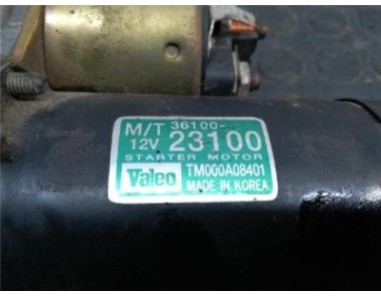 M/T 36100-
12V 23100
STARTER MOTOR
Valeo TM000A08401
MADE IN KOREA